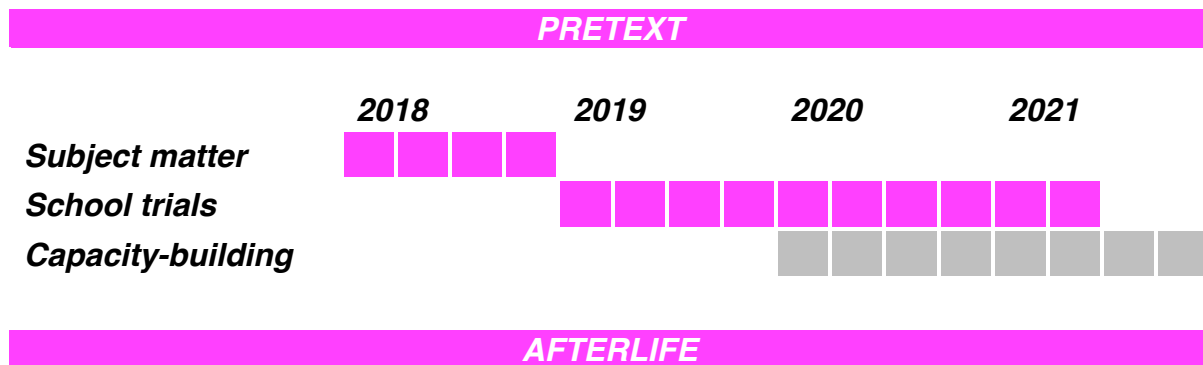 PRETEXT
2018 2019 2020 2021
Subject matter
School trials
Capacity-building
AFTERLIFE